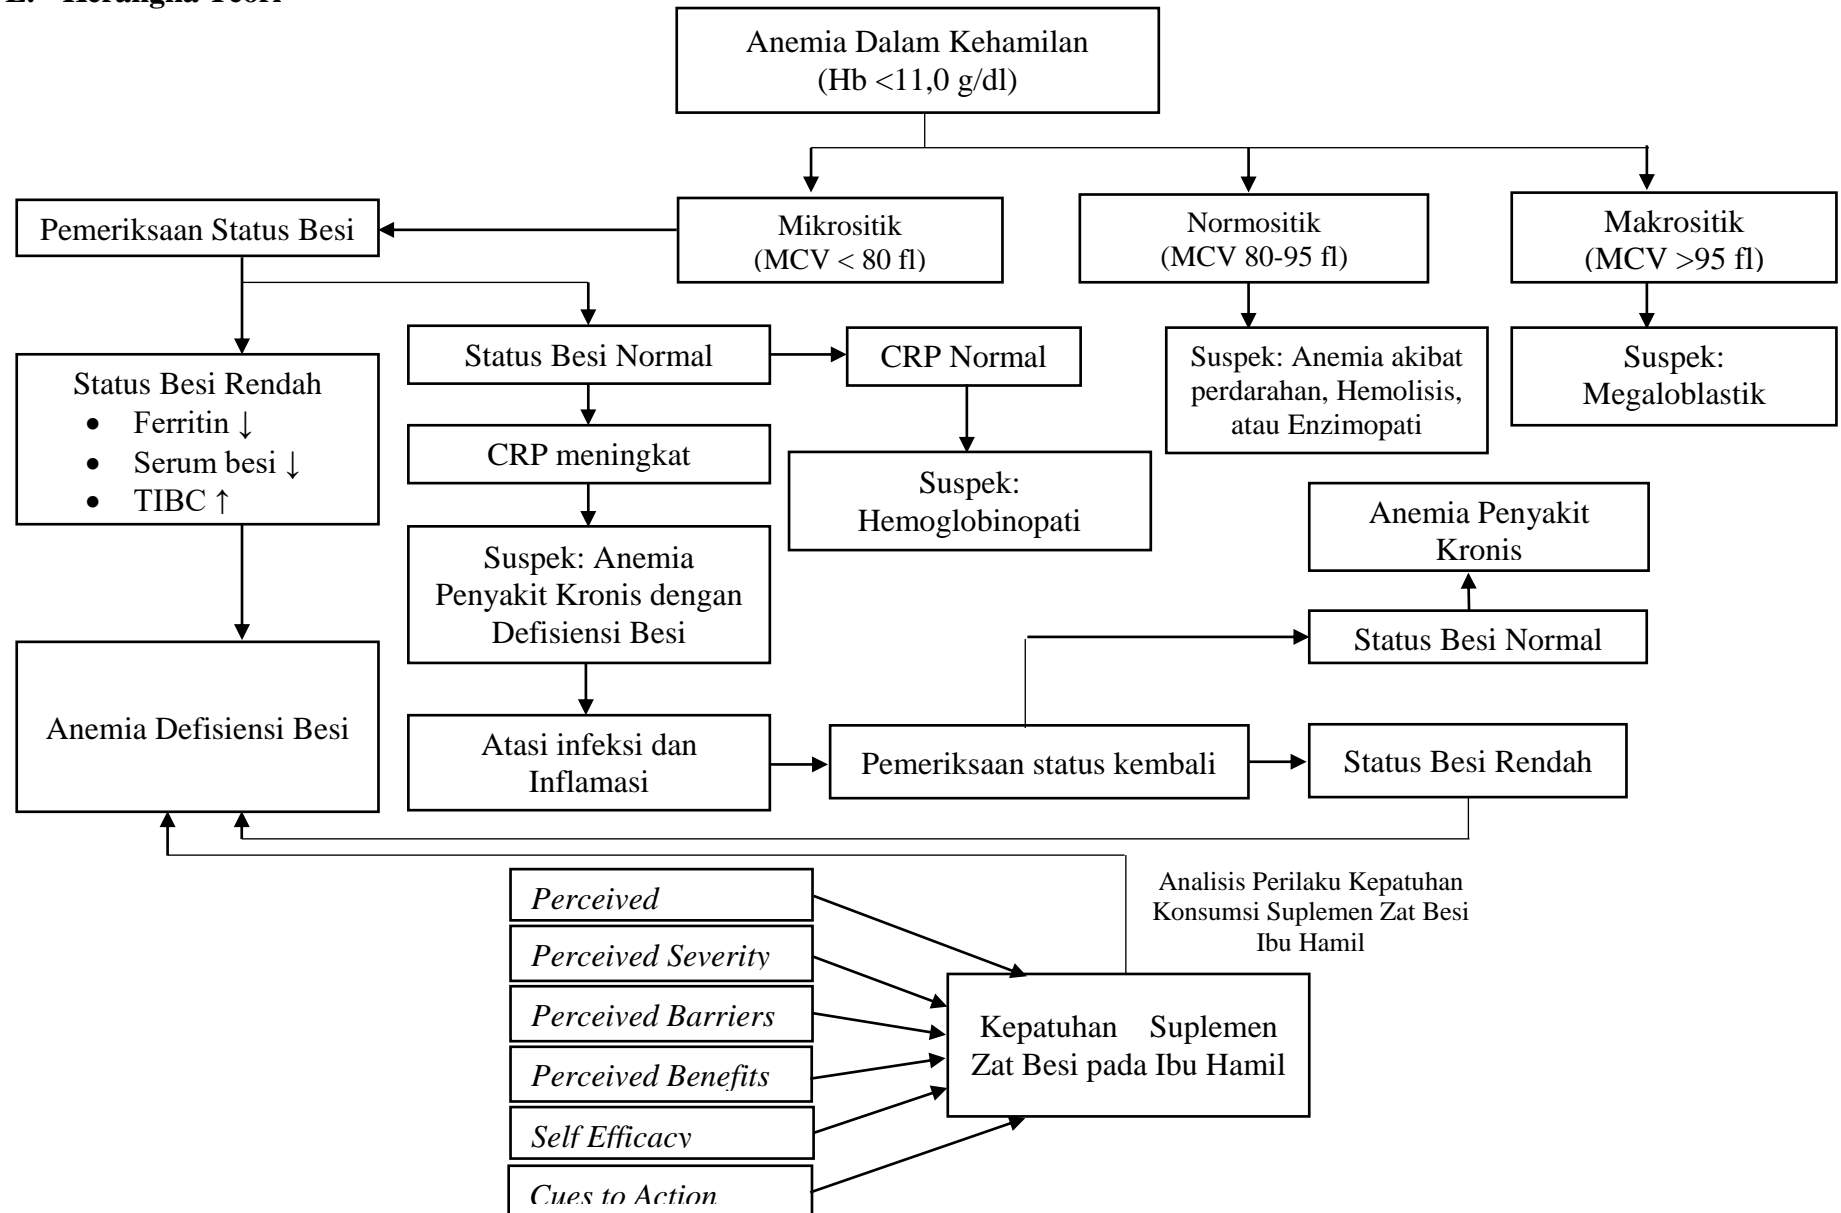 Kerangka Teori
Anemia Dalam Kehamilan
(Hb <11,0 g/dl)
Pemeriksaan Status Besi
Mikrositik
(MCV < 80 fl)
Normositik
(MCV 80-95 fl)
Makrositik
(MCV >95 fl)
Status Besi Rendah
• Ferritin ↓
• Serum besi ↓
• TIBC ↑
Status Besi Normal
CRP Normal
Suspek: Anemia akibat
perdarahan, Hemolisis,
atau Enzimopati
Suspek:
Megaloblastik
CRP meningkat
Suspek:
Hemoglobinopati
Anemia Penyakit
Kronis
Suspek: Anemia
Penyakit Kronis dengan
Defisiensi Besi
Status Besi Normal
Anemia Defisiensi Besi
Atasi infeksi dan
Inflamasi
Pemeriksaan status kembali
Status Besi Rendah
Analisis Perilaku Kepatuhan
Konsumsi Suplemen Zat Besi
Ibu Hamil
Perceived
Perceived Severity
Perceived Barriers
Perceived Benefits
Self Efficacy
Cues to Action
Kepatuhan Suplemen
Zat Besi pada Ibu Hamil